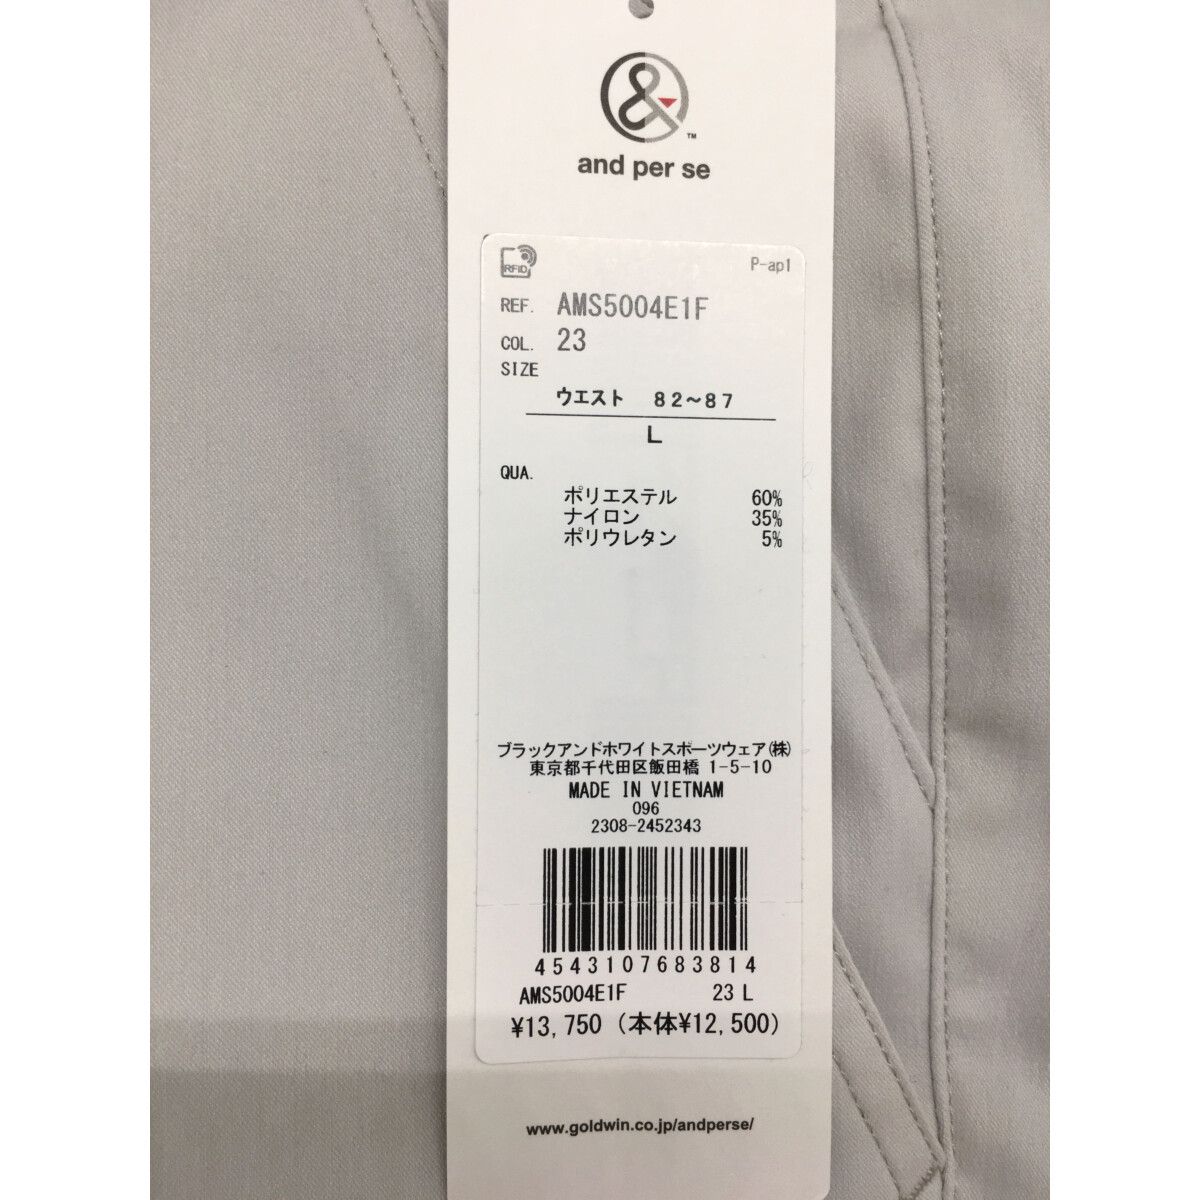 &
TM
and per se
RFID
P-ap1
REF. AMS5004E1F
COL. 23
SIZE
ウエスト 82～87
L
QUA.
ポリエステル 60%
ナイロン 35%
ポリウレタン 5%
ブラックアンドホワイトスポーツウェア(株)
東京都千代田区飯田橋 1-5-10
MADE IN VIETNAM
096
2308-2452343
4543107683814
AMS5004E1F 23 L
¥13,750 (本体¥12,500)
www.goldwin.co.jp/andperse/